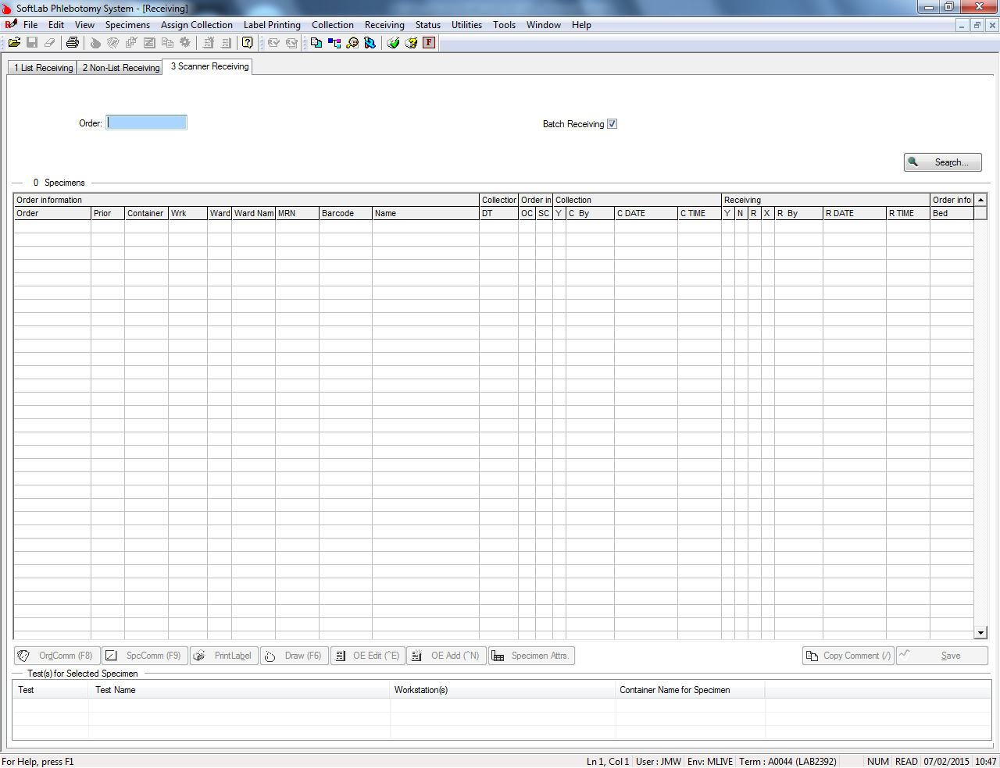 SoftLab Phlebotomy System - [Receiving]
File Edit View Specimens Assign Collection Label Printing Collection Receiving Status Utilities Tools Window Help
1 List Receiving 2 Non-List Receiving 3 Scanner Receiving
Order: Batch Receiving
Search...
0 Specimens
Order information Collection Order in Collection Receiving Order info
Order Prior Container Wrk Ward Ward Nam MRN Barcode Name DT OC SC Y C By C DATE C TIME Y N R X R By R DATE R TIME Bed
OrdComm (F8) SpcComm (F9) PrintLabel Draw (F6) OE Edit (^E) OE Add (^N) Specimen Attrs. Copy Comment (/) Save
Test(s) for Selected Specimen
Test Test Name Workstation(s) Container Name for Specimen
For Help, press F1 Ln 1, Col 1 User : JMW Env: MLIVE Term : A0044 (LAB2392) NUM READ 07/02/2015 10:47